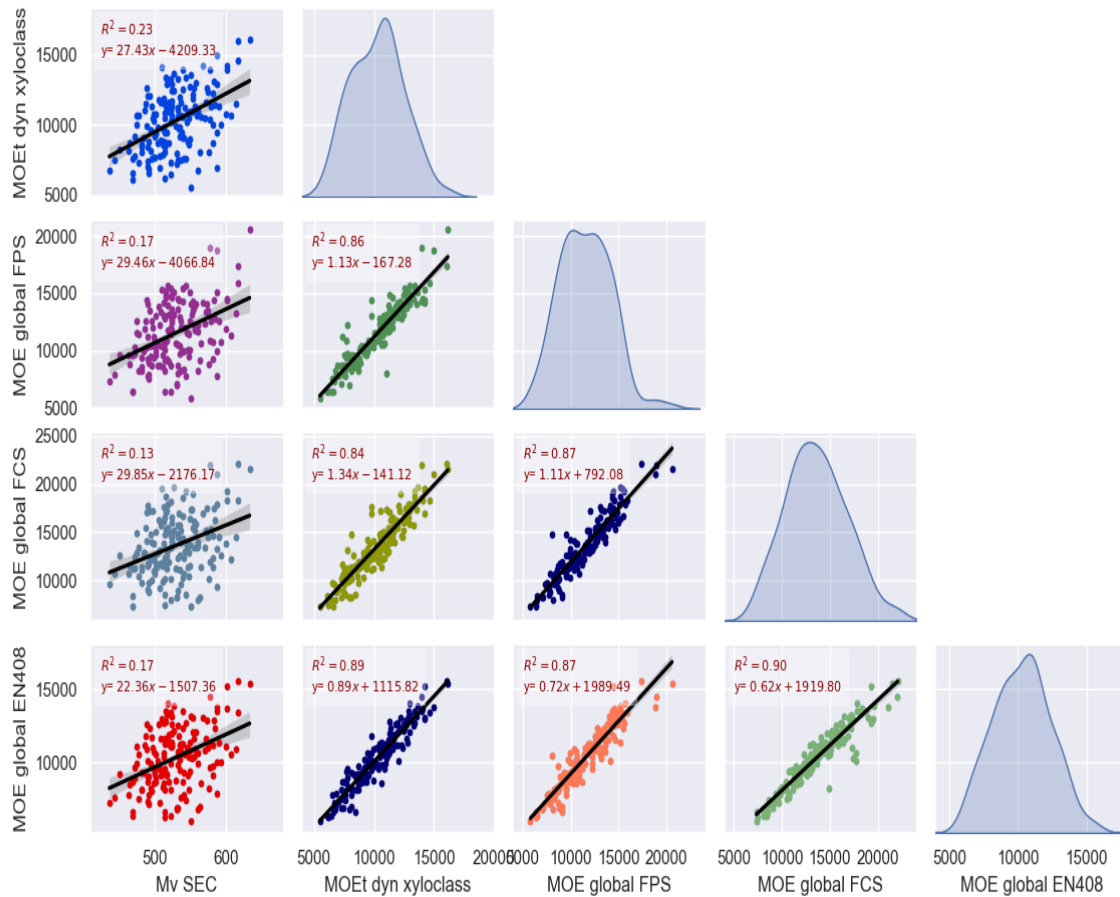 MOEt dyn xyloclass
15000
10000
5000
R² = 0.23
y= 27.43x − 4209.33
MOE global FPS
20000
15000
10000
5000
R² = 0.17
y= 29.46x − 4066.84
R² = 0.86
y= 1.13x − 167.28
MOE global FCS
25000
20000
15000
10000
R² = 0.13
y= 29.85x − 2176.17
R² = 0.84
y= 1.34x − 141.12
R² = 0.87
y= 1.11x + 792.08
MOE global EN408
15000
10000
R² = 0.17
y= 22.36x − 1507.36
R² = 0.89
y= 0.89x + 1115.82
R² = 0.87
y= 0.72x + 1989.49
R² = 0.90
y= 0.62x + 1919.80
500 600
5000 10000 15000 20000
5000 10000 15000 20000
5000 10000 15000 20000
5000 10000 15000
Mv SEC
MOEt dyn xyloclass
MOE global FPS
MOE global FCS
MOE global EN408